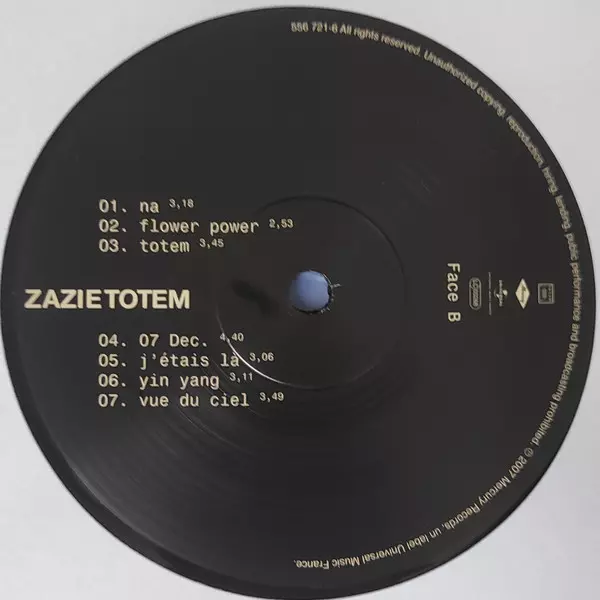 556 721-6 All rights reserved. Unauthorized copying, reproduction, hiring, lending, public performance and broadcasting prohibited. ℗ 2007 Mercury Records, un label Universal Music France.
01. na 3,18
02. flower power 2,53
03. totem 3,45
ZAZIETOTEM
04. 07 Dec. 4,40
05. j'étais là 3,06
06. yin yang 3,11
07. vue du ciel 3,49
Face B